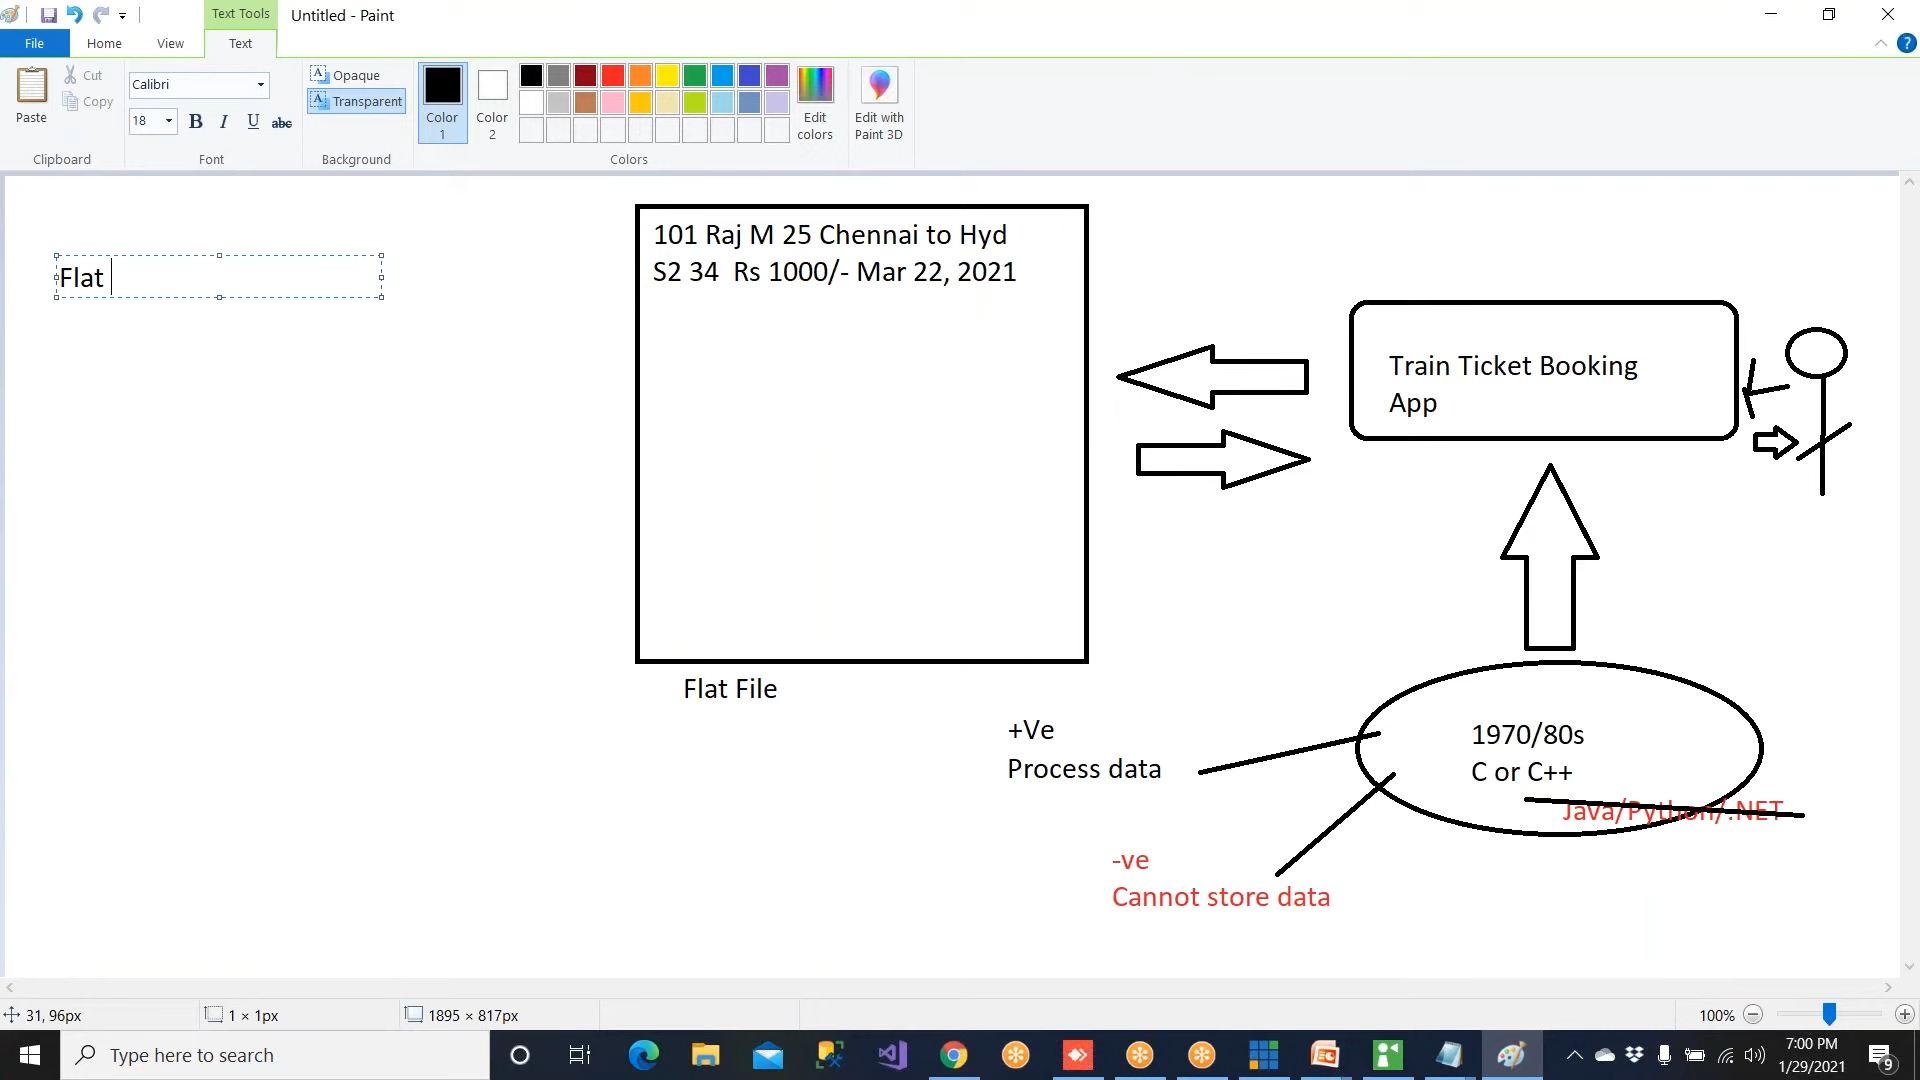 Text Tools
Untitled - Paint
File
Home
View
Text
Paste
Cut
Copy
Clipboard
Calibri
18
B I U abc
Font
Opaque
Transparent
Background
Color 1
Color 2
Edit colors
Colors
Edit with Paint 3D
Flat
101 Raj M 25 Chennai to Hyd
S2 34 Rs 1000/- Mar 22, 2021
Flat File
Train Ticket Booking
App
+Ve
Process data
1970/80s
C or C++
Java/Python/.NET
-ve
Cannot store data
31, 96px
1 × 1px
1895 × 817px
100%
Type here to search
7:00 PM
1/29/2021
9